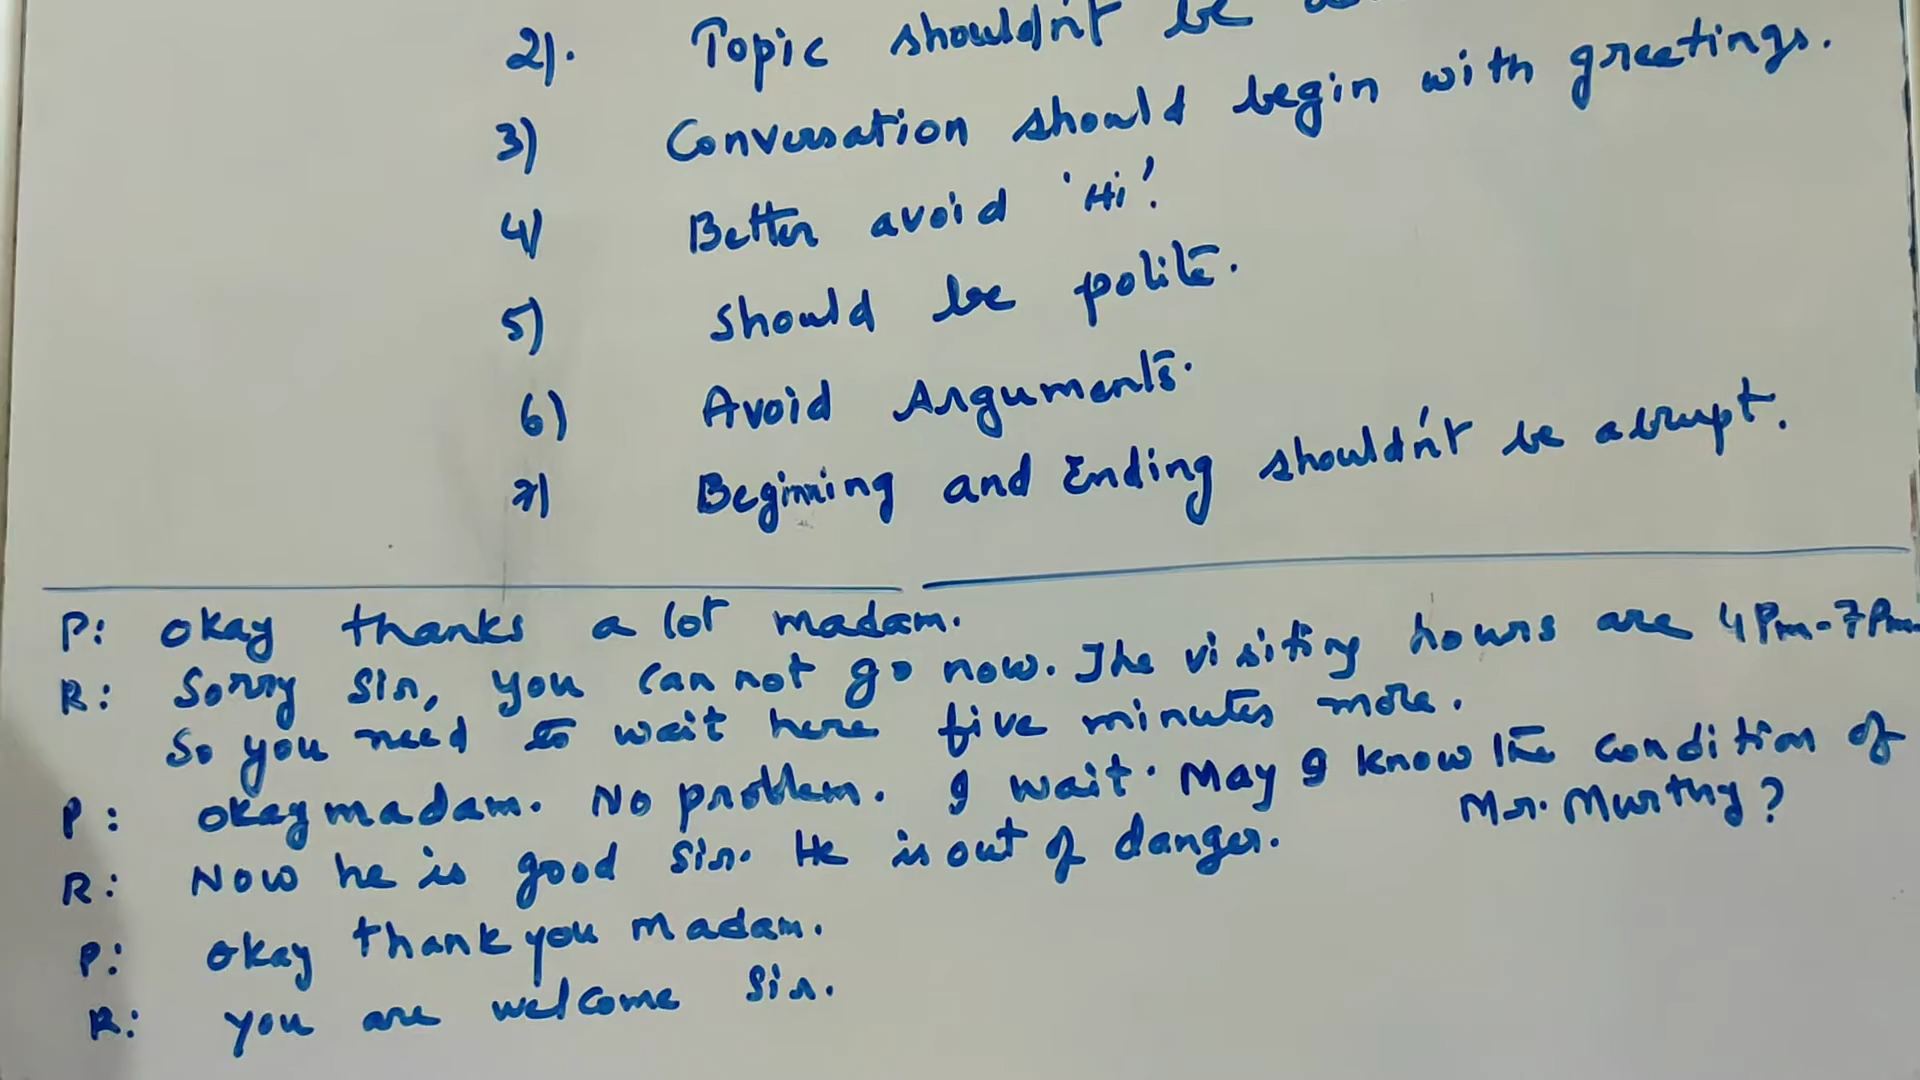 2). Topic shouldn't be
3) Conversation should begin with greetings.
4) Better avoid 'Hi'.
5) Should be polite.
6) Avoid Arguments.
7) Beginning and Ending shouldn't be abrupt.
P: Okay thanks a lot madam.
R: Sorry Sir, you can not go now. The visiting hours are 4 Pm-7 Pm.
So you need to wait here five minutes more.
P: Okay madam. No problem. I wait. May I know the condition of
Mr. Murthy?
R: Now he is good Sir. He is out of danger.
P: Okay thank you madam.
R: You are welcome Sir.